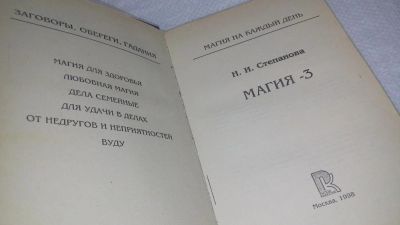 ЗАГОВОРЫ, ОБЕРЕГИ, ГАДАНИЯ
МАГИЯ ДЛЯ ЗДОРОВЬЯ
ЛЮБОВНАЯ МАГИЯ
ДЕЛА СЕМЕЙНЫЕ
ДЛЯ УДАЧИ В ДЕЛАХ
ОТ НЕДРУГОВ И НЕПРИЯТНОСТЕЙ
ВУДУ
МАГИЯ НА КАЖДЫЙ ДЕНЬ
Н. И. Степанова
МАГИЯ -3
Москва, 1998